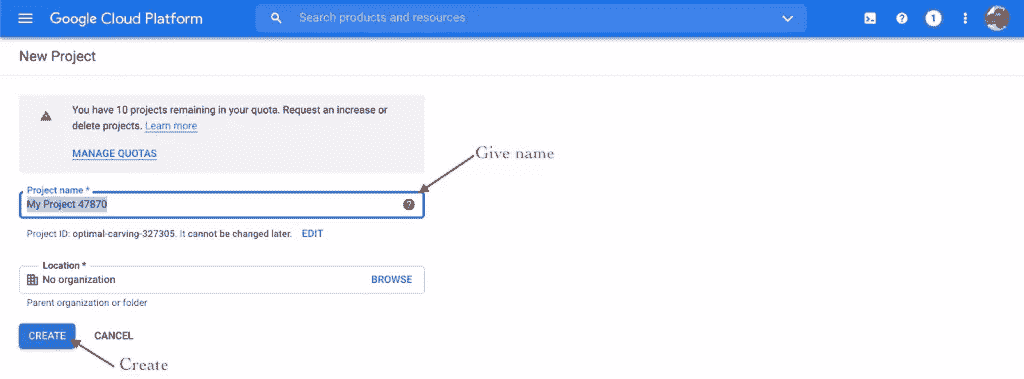 Google Cloud Platform
Search products and resources
1
New Project
You have 10 projects remaining in your quota. Request an increase or
delete projects. Learn more
MANAGE QUOTAS
Give name
Project name *
My Project 47870
Project ID: optimal-carving-327305. It cannot be changed later. EDIT
Location *
No organization BROWSE
Parent organization or folder
CREATE CANCEL
Create